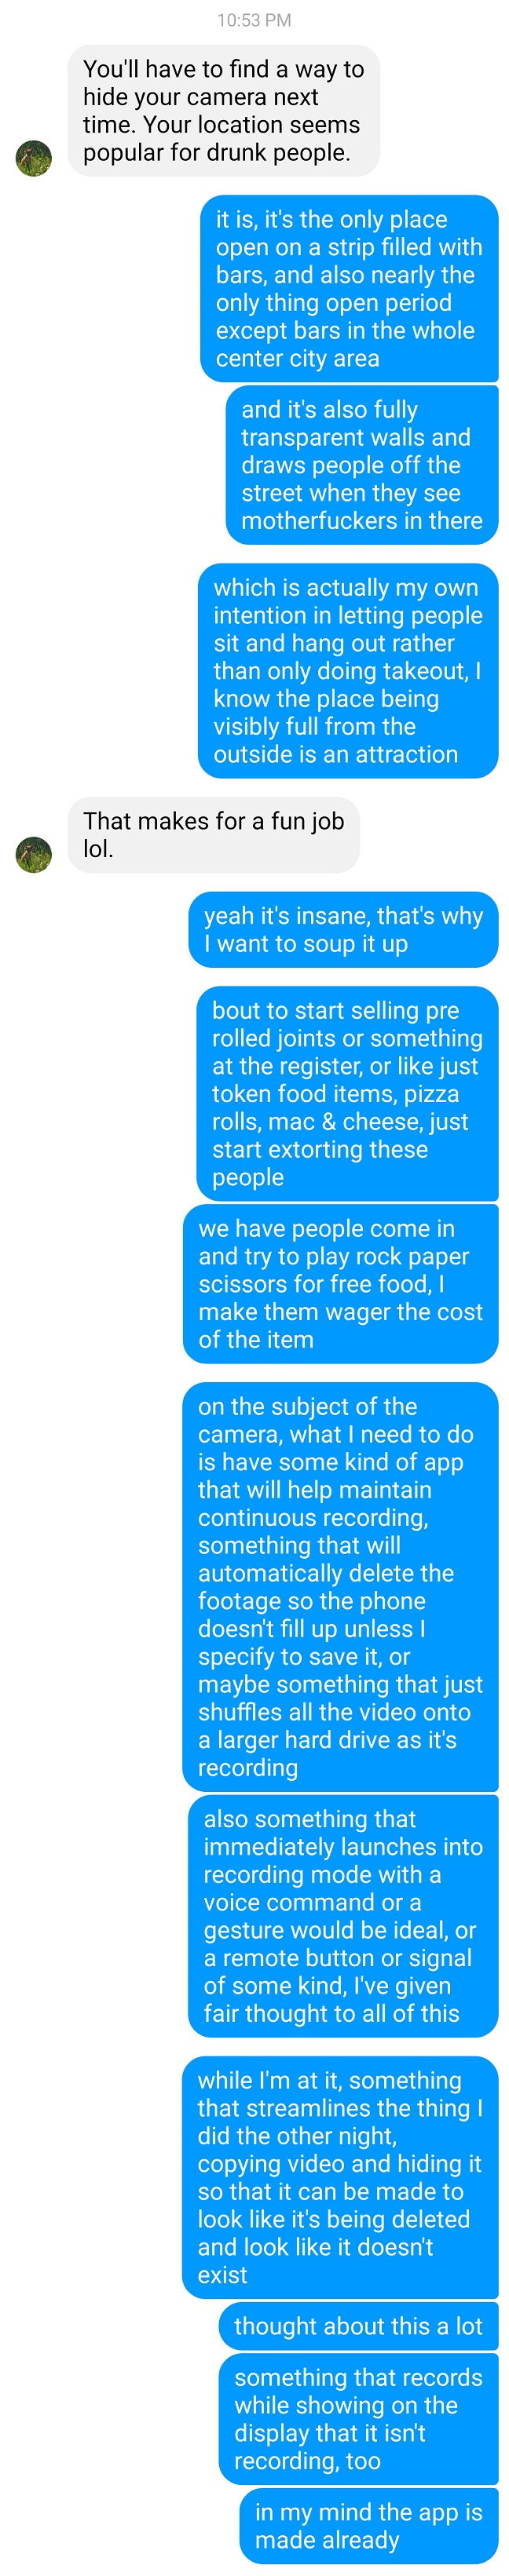 10:53 PM
You'll have to find a way to
hide your camera next
time. Your location seems
popular for drunk people.
it is, it's the only place
open on a strip filled with
bars, and also nearly the
only thing open period
except bars in the whole
center city area
and it's also fully
transparent walls and
draws people off the
street when they see
motherfuckers in there
which is actually my own
intention in letting people
sit and hang out rather
than only doing takeout, I
know the place being
visibly full from the
outside is an attraction
That makes for a fun job
lol.
yeah it's insane, that's why
I want to soup it up
bout to start selling pre
rolled joints or something
at the register, or like just
token food items, pizza
rolls, mac & cheese, just
start extorting these
people
we have people come in
and try to play rock paper
scissors for free food, I
make them wager the cost
of the item
on the subject of the
camera, what I need to do
is have some kind of app
that will help maintain
continuous recording,
something that will
automatically delete the
footage so the phone
doesn't fill up unless I
specify to save it, or
maybe something that just
shuffles all the video onto
a larger hard drive as it's
recording
also something that
immediately launches into
recording mode with a
voice command or a
gesture would be ideal, or
a remote button or signal
of some kind, I've given
fair thought to all of this
while I'm at it, something
that streamlines the thing I
did the other night,
copying video and hiding it
so that it can be made to
look like it's being deleted
and look like it doesn't
exist
thought about this a lot
something that records
while showing on the
display that it isn't
recording, too
in my mind the app is
made already